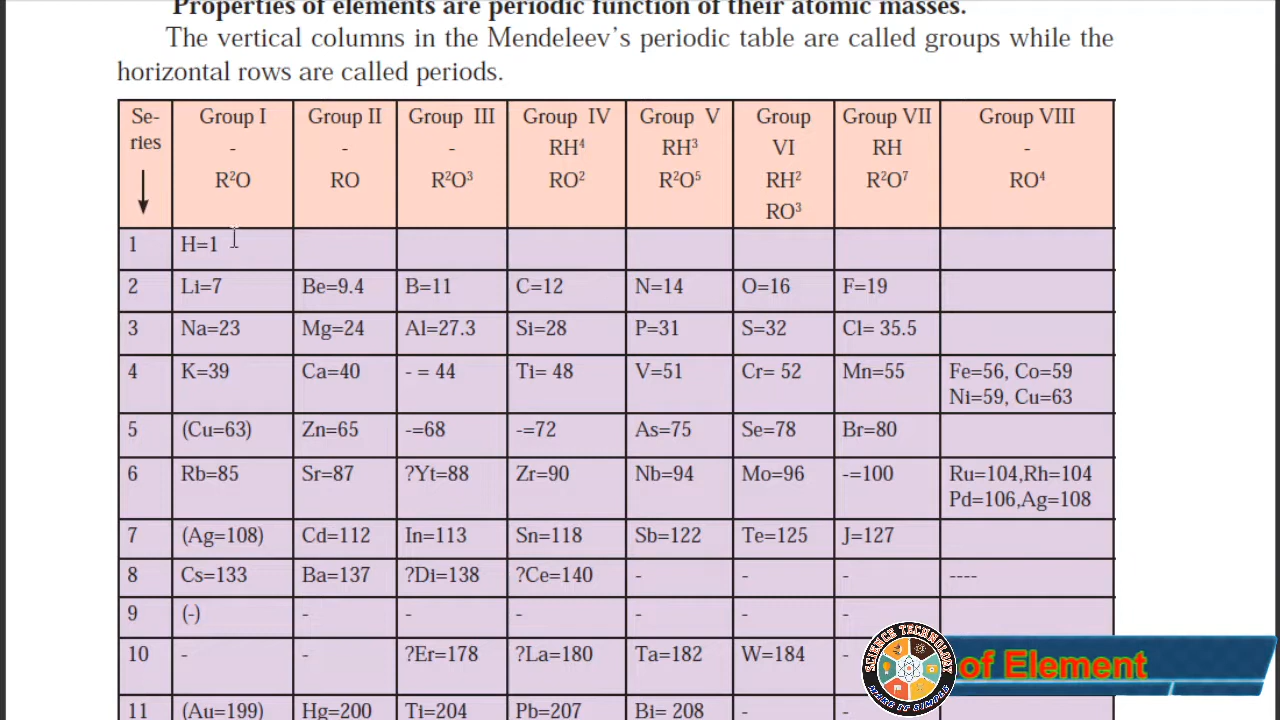 Properties of elements are periodic function of their atomic masses.
The vertical columns in the Mendeleev's periodic table are called groups while the
horizontal rows are called periods.
Se- Group I Group II Group III Group IV Group V Group Group VII Group VIII
ries - - - RH⁴ RH³ VI RH -
R²O RO R²O³ RO² R²O⁵ RH² R²O⁷ RO⁴
RO³
1 H=1
2 Li=7 Be=9.4 B=11 C=12 N=14 O=16 F=19
3 Na=23 Mg=24 Al=27.3 Si=28 P=31 S=32 Cl= 35.5
4 K=39 Ca=40 - = 44 Ti= 48 V=51 Cr= 52 Mn=55 Fe=56, Co=59
Ni=59, Cu=63
5 (Cu=63) Zn=65 -=68 -=72 As=75 Se=78 Br=80
6 Rb=85 Sr=87 ?Yt=88 Zr=90 Nb=94 Mo=96 -=100 Ru=104,Rh=104
Pd=106,Ag=108
7 (Ag=108) Cd=112 In=113 Sn=118 Sb=122 Te=125 J=127
8 Cs=133 Ba=137 ?Di=138 ?Ce=140 - - - ----
9 (-) - - - - - -
10 - - ?Er=178 ?La=180 Ta=182 W=184 -
11 (Au=199) Hg=200 Ti=204 Pb=207 Bi= 208 -
SCIENCE TECHNOLOGY
MAKE IT SIMPLE
of Element